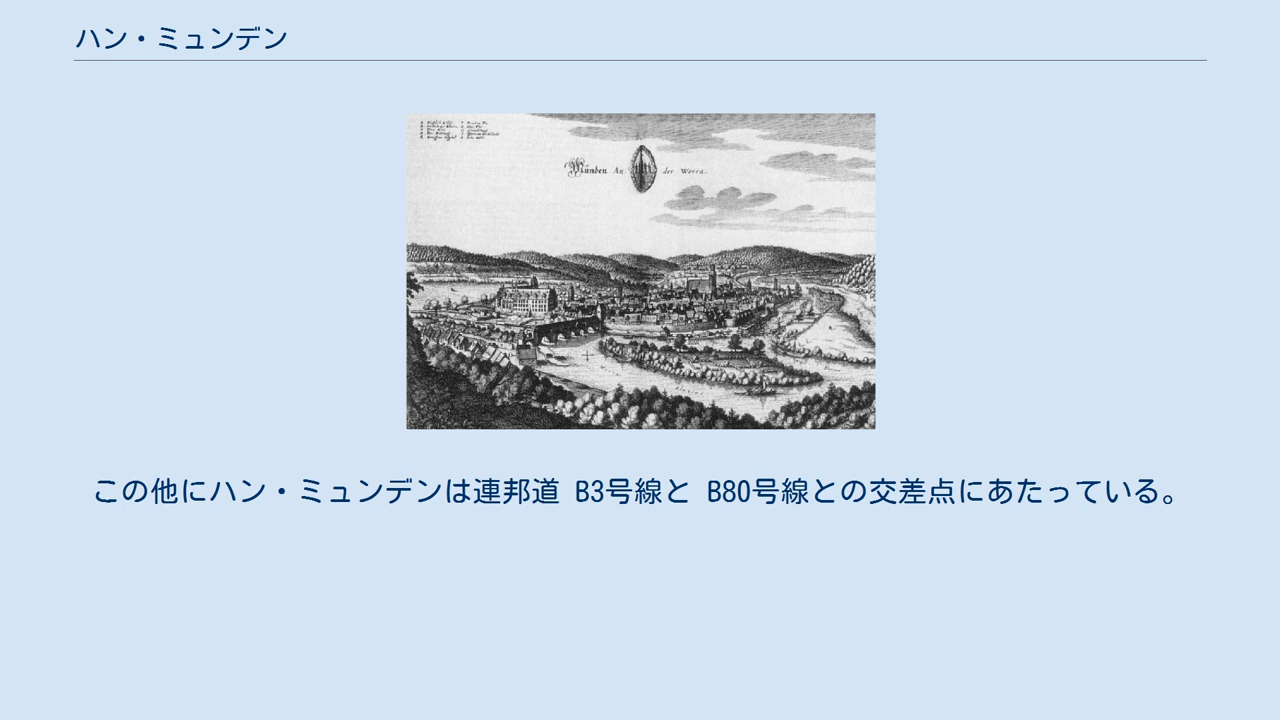 ハン・ミュンデン
Münden An der Werra.
この他にハン・ミュンデンは連邦道 B3号線と B80号線との交差点にあたっている。